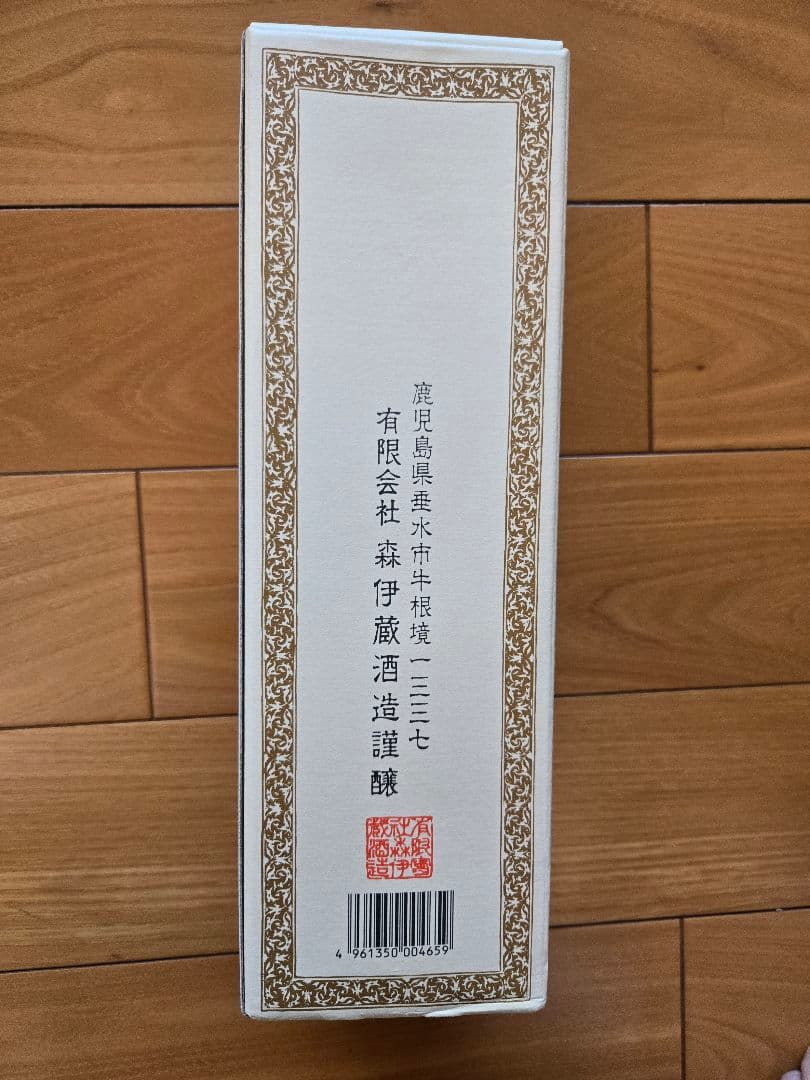 鹿児島県垂水市牛根境一三三七
有限会社 森伊蔵酒造謹醸
有限會
社森伊
蔵酒造
4 961350 004659